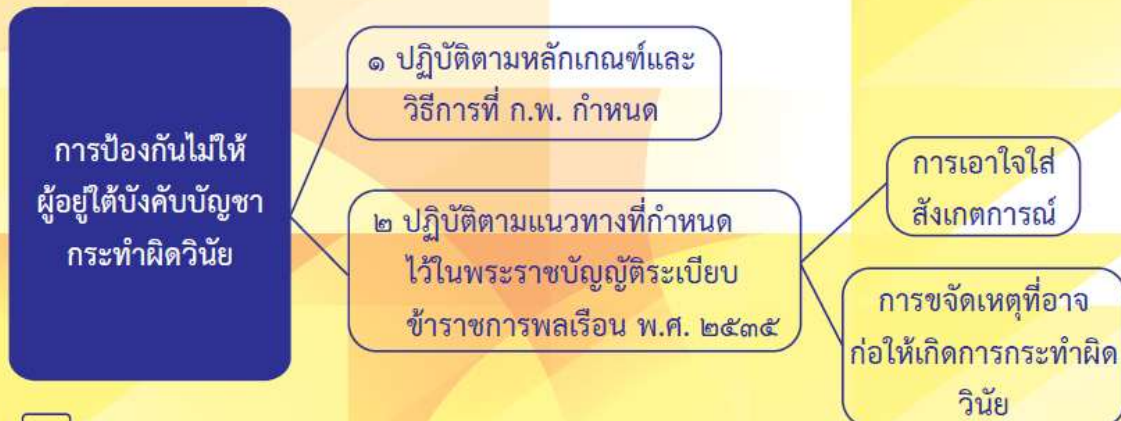 การป้องกันไม่ให้
ผู้อยู่ใต้บังคับบัญชา
กระทำผิดวินัย
๑ ปฏิบัติตามหลักเกณฑ์และ
วิธีการที่ ก.พ. กำหนด
๒ ปฏิบัติตามแนวทางที่กำหนด
ไว้ในพระราชบัญญัติระเบียบ
ข้าราชการพลเรือน พ.ศ. ๒๕๓๕
การเอาใจใส่
สังเกตการณ์
การขจัดเหตุที่อาจ
ก่อให้เกิดการกระทำผิด
วินัย